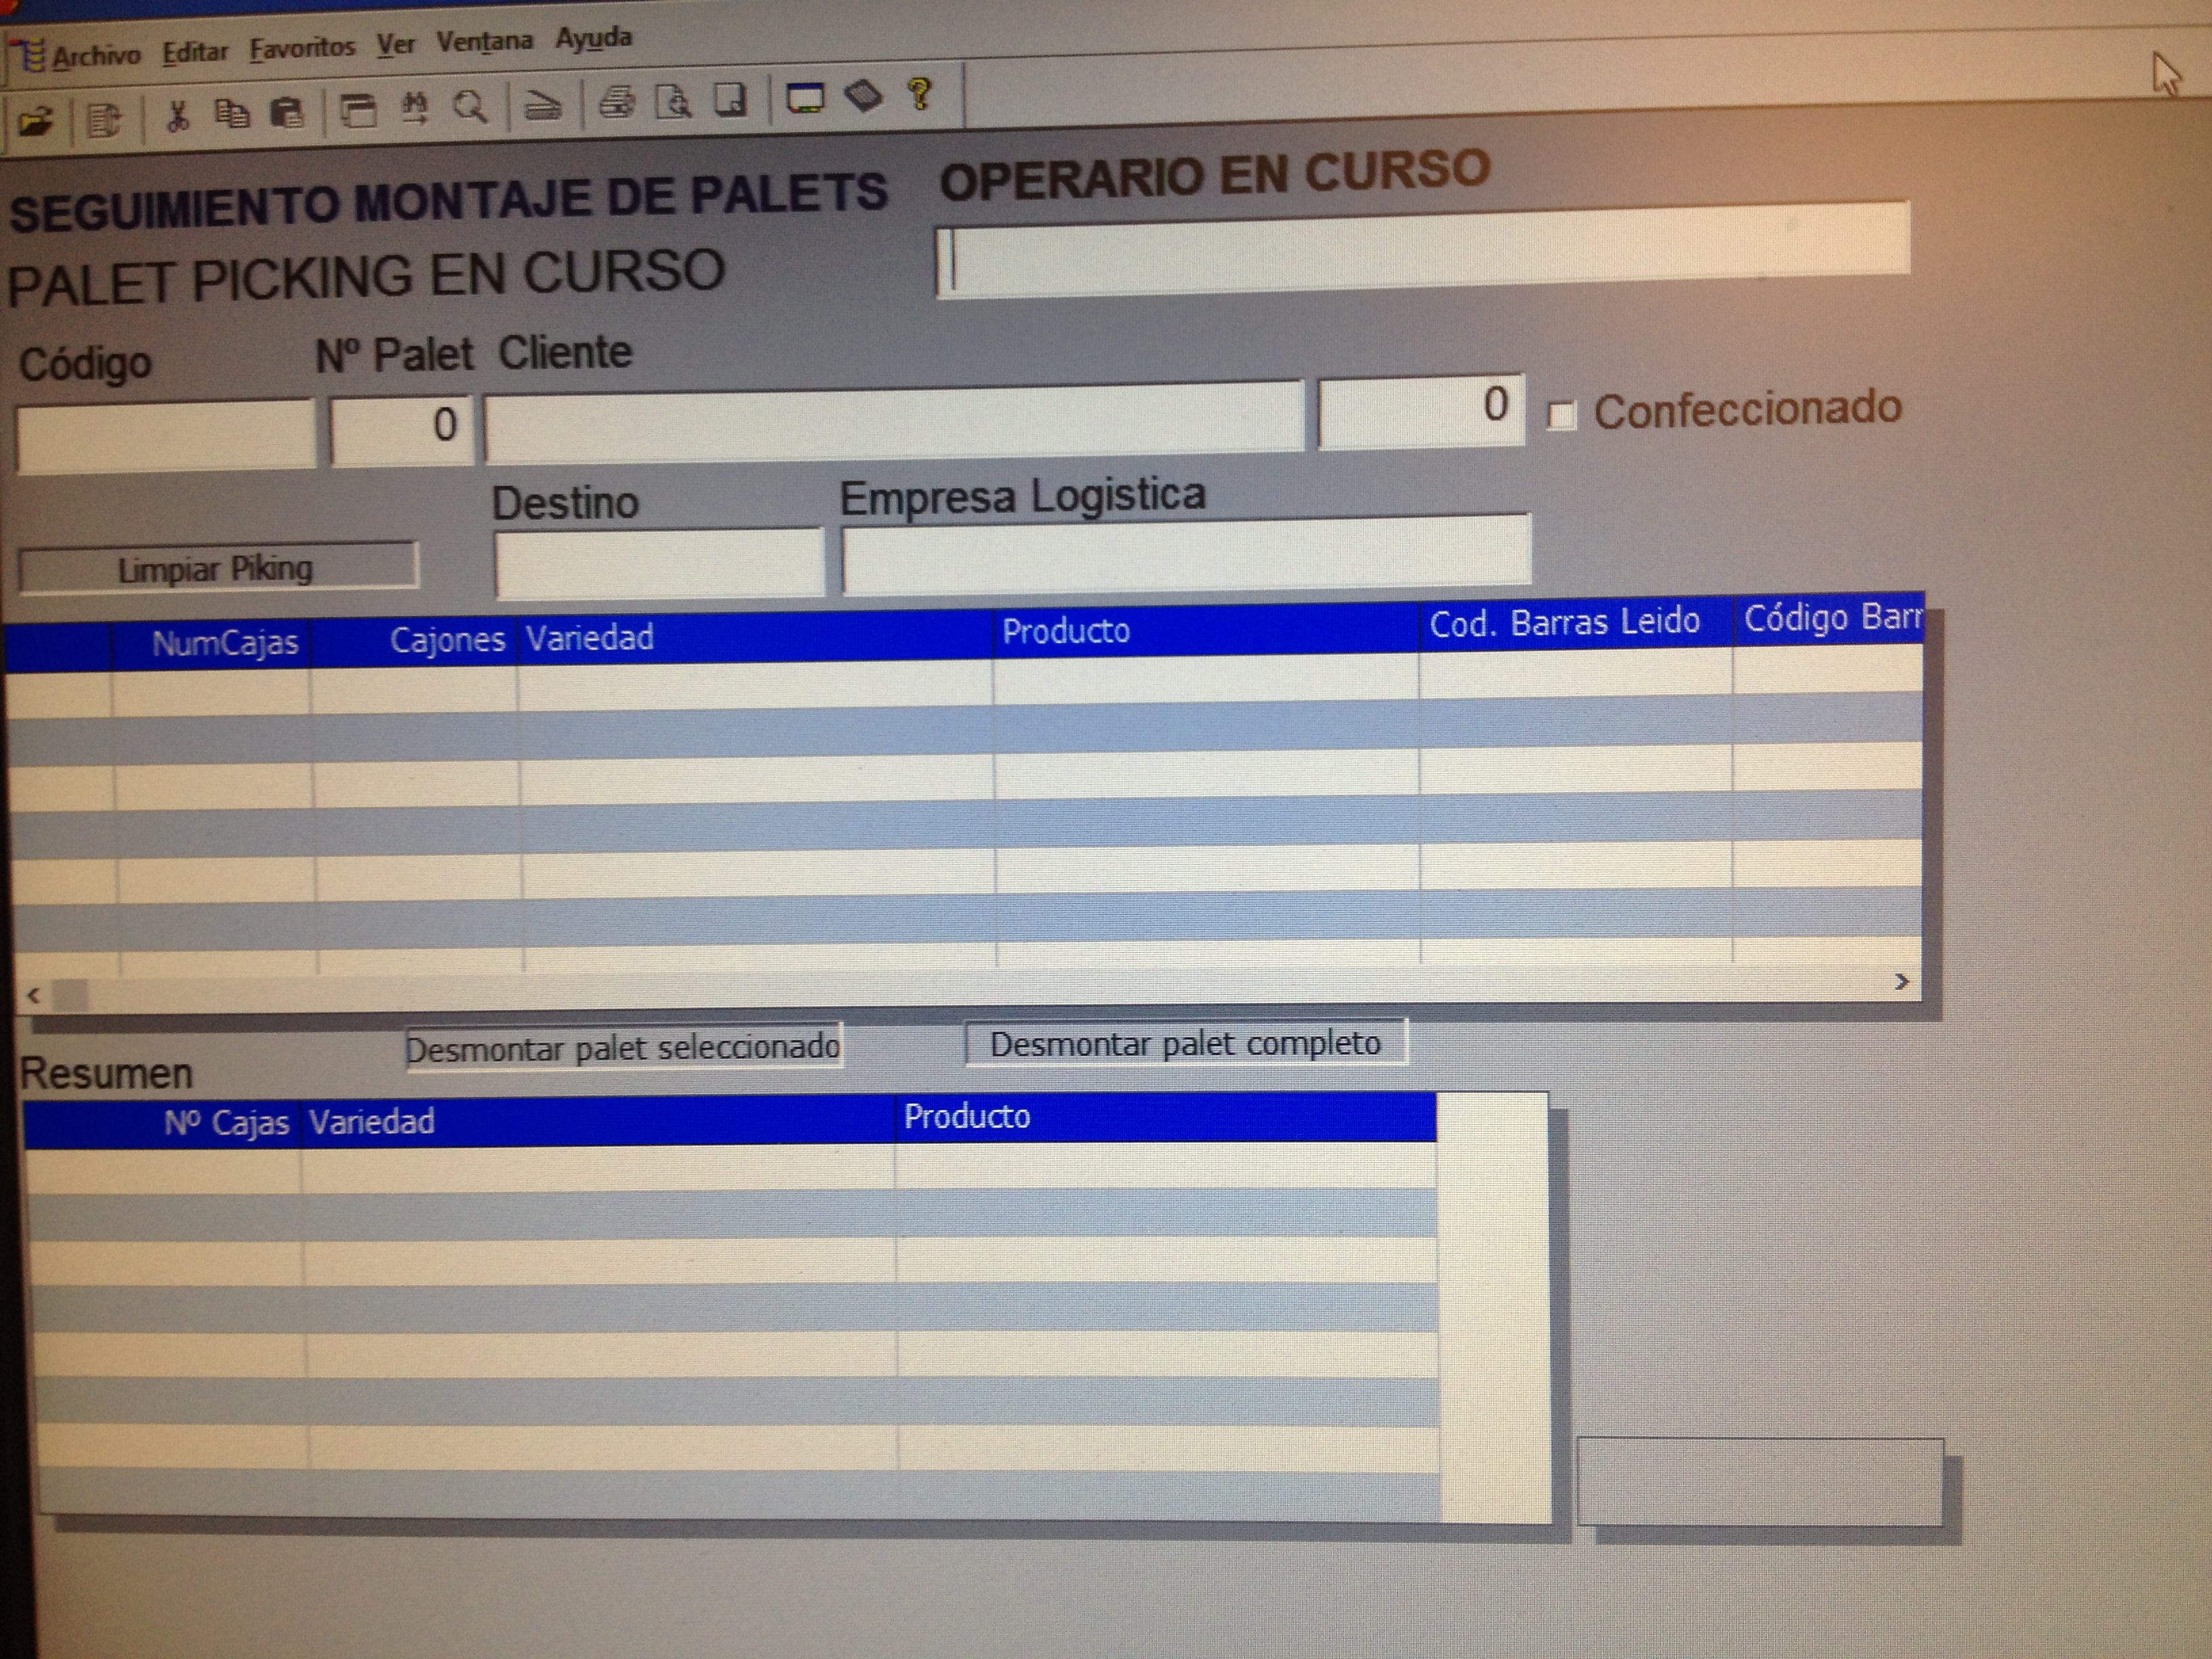 Archivo Editar Favoritos Ver Ventana Ayuda
SEGUIMIENTO MONTAJE DE PALETS
OPERARIO EN CURSO
PALET PICKING EN CURSO
Código Nº Palet Cliente
0 0 Confeccionado
Destino Empresa Logistica
Limpiar Piking
NumCajas Cajones Variedad Producto Cod. Barras Leido Código Barr
Desmontar palet seleccionado Desmontar palet completo
Resumen
Nº Cajas Variedad Producto